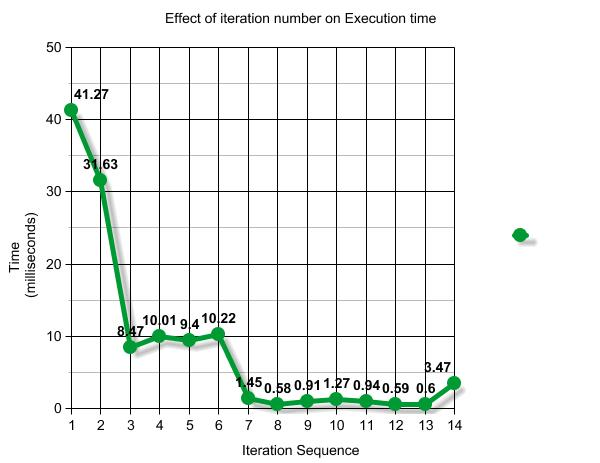 Effect of iteration number on Execution time
50
41.27
40
31.63
30
20
10.01 9.4 10.22
8.47
10
3.47
1.45 0.58 0.91 1.27 0.94 0.59 0.6
0
1 2 3 4 5 6 7 8 9 10 11 12 13 14
Time
(milliseconds)
Iteration Sequence